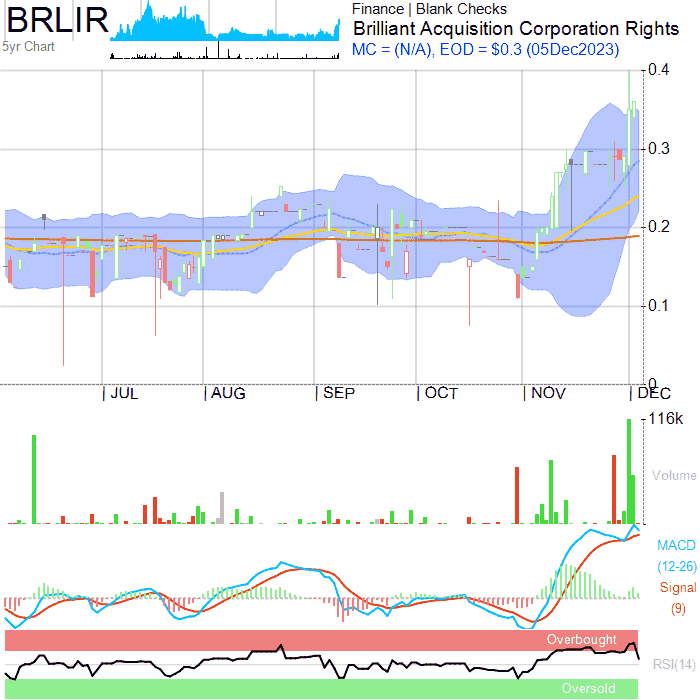 BRLIR
5yr Chart
Finance | Blank Checks
Brilliant Acquisition Corporation Rights
MC = (N/A), EOD = $0.3 (05Dec2023)
0.4
0.3
0.2
0.1
0
JUL
AUG
SEP
OCT
NOV
DEC
116k
Volume
MACD
(12-26)
Signal
(9)
Overbought
RSI(14)
Oversold